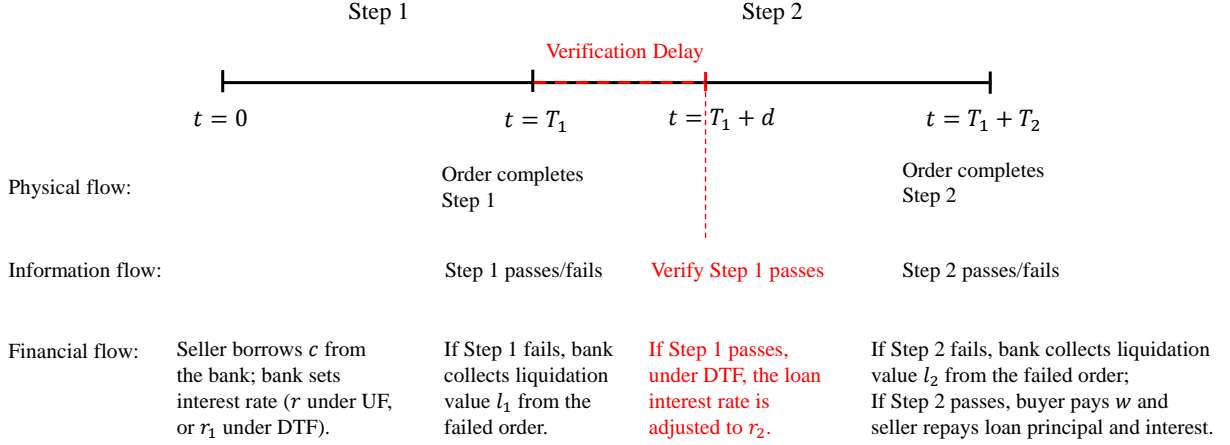 Step 1
Step 2
Verification Delay
t = 0
t = T₁
t = T₁ + d
t = T₁ + T₂
Physical flow:
Order completes
Step 1
Order completes
Step 2
Information flow:
Step 1 passes/fails
Verify Step 1 passes
Step 2 passes/fails
Financial flow:
Seller borrows c from
the bank; bank sets
interest rate (r under UF,
or r₁ under DTF).
If Step 1 fails, bank
collects liquidation
value l₁ from the
failed order.
If Step 1 passes,
under DTF, the loan
interest rate is
adjusted to r₂.
If Step 2 fails, bank collects liquidation
value l₂ from the failed order;
If Step 2 passes, buyer pays w and
seller repays loan principal and interest.